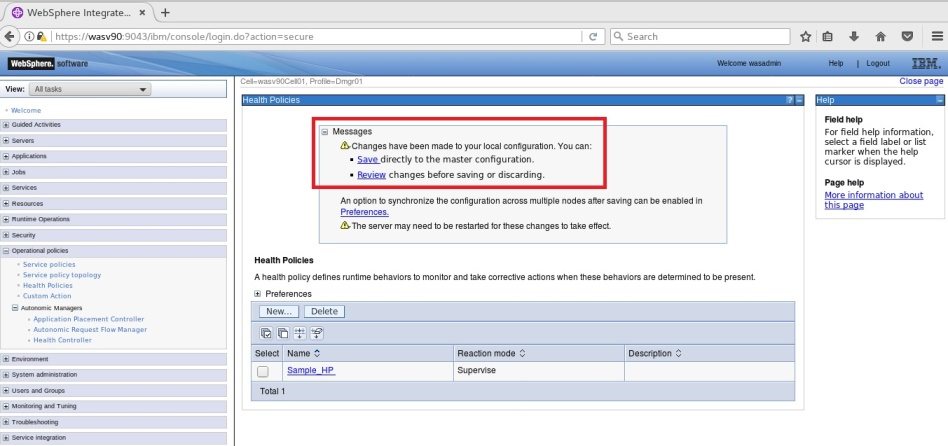 WebSphere Integrate...
https://wasv90:9043/ibm/console/login.do?action=secure
Search
WebSphere. software
Welcome wasadmin
Help | Logout
IBM.
Cell=wasv90Cell01, Profile=Dmgr01
Close page
View: All tasks
Welcome
Guided Activities
Servers
Applications
Jobs
Services
Resources
Runtime Operations
Security
Operational policies
Service policies
Service policy topology
Health Policies
Custom Action
Autonomic Managers
Application Placement Controller
Autonomic Request Flow Manager
Health Controller
Environment
System administration
Users and Groups
Monitoring and Tuning
Troubleshooting
Service integration
Health Policies
Messages
Changes have been made to your local configuration. You can:
Save directly to the master configuration.
Review changes before saving or discarding.
An option to synchronize the configuration across multiple nodes after saving can be enabled in
Preferences.
The server may need to be restarted for these changes to take effect.
Health Policies
A health policy defines runtime behaviors to monitor and take corrective actions when these behaviors are determined to be present.
Preferences
New... Delete
Select Name Reaction mode Description
Sample_HP Supervise
Total 1
Help
Field help
For field help information,
select a field label or list
marker when the help
cursor is displayed.
Page help
More information about
this page